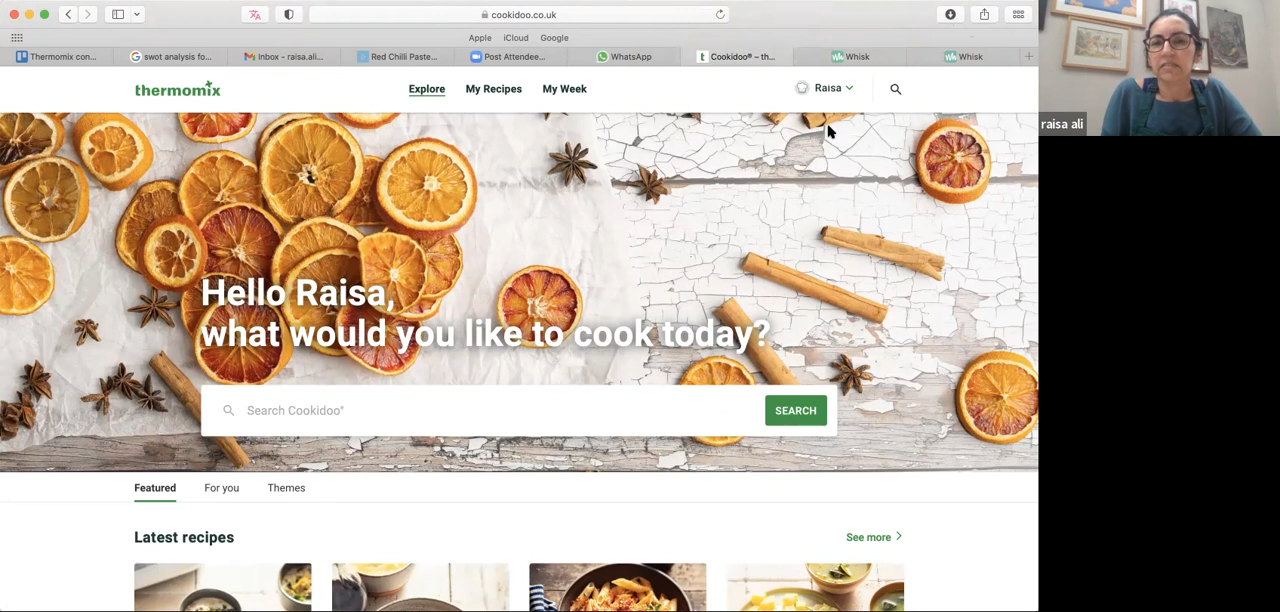 cookidoo.co.uk
Apple iCloud Google
Thermomix con... swot analysis fo... Inbox - raisa.ali... Red Chilli Paste... Post Attendee... WhatsApp Cookidoo® – th... Whisk Whisk
thermomix
Explore My Recipes My Week
Raisa
raisa ali
Hello Raisa,
what would you like to cook today?
Search Cookidoo®
SEARCH
Featured For you Themes
Latest recipes
See more